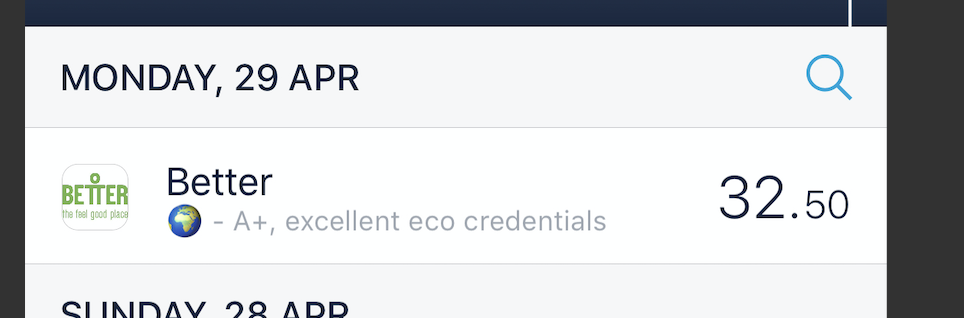 MONDAY, 29 APR
BETTER
the feel good place
Better
🌍 - A+, excellent eco credentials
32.50
SUNDAY, 28 APR